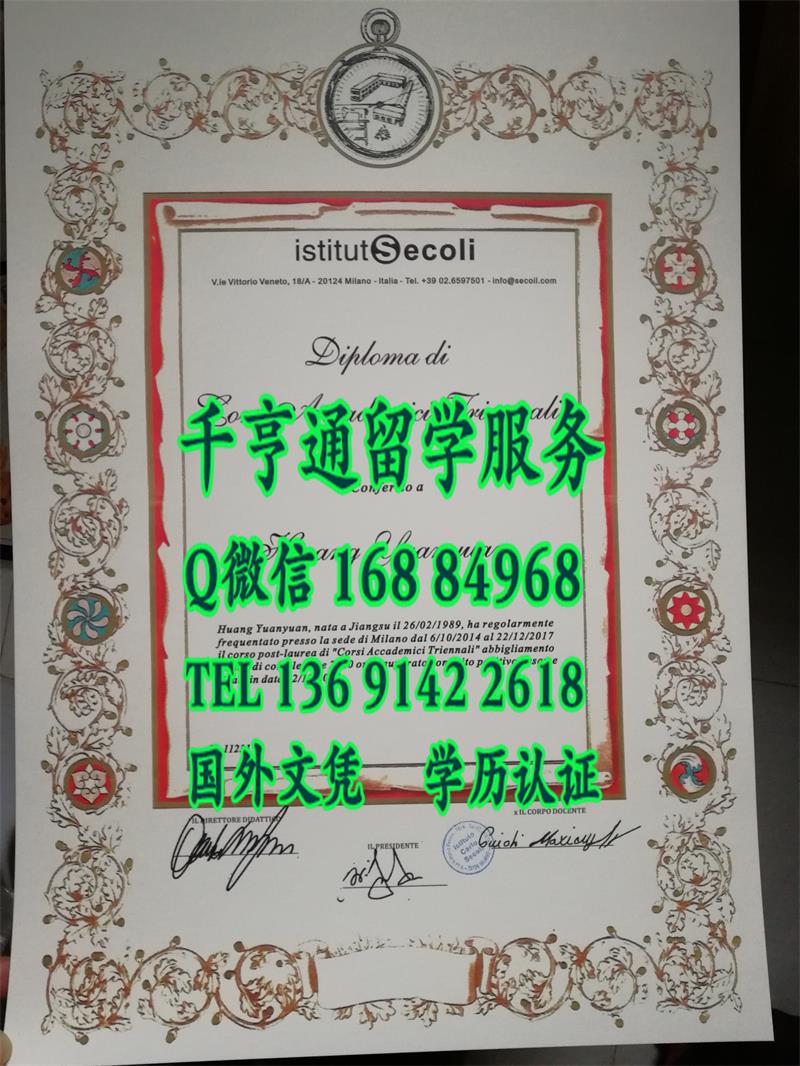 istitutSecoli
V.le Vittorio Veneto, 18/A - 20124 Milano - Italia - Tel. +39 02.6597501 - info@secoli.com
Diploma di
千亨通留学服务
Q微信 168 84968
Huang Yuanyuan, nata a Jiangsu il 26/02/1989, ha regolarmente
frequentato presso la sede di Milano dal 6/10/2014 al 22/12/2017
il corso post-laurea di "Corsi Accademici Triennali" abbigliamento
TEL 136 9142 2618
国外文凭 学历认证
IL DIRETTORE DIDATTICO
x IL CORPO DOCENTE
IL PRESIDENTE